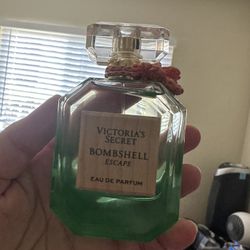 VICTORIA'S
SECRET
BOMBSHELL
ESCAPE
EAU DE PARFUM